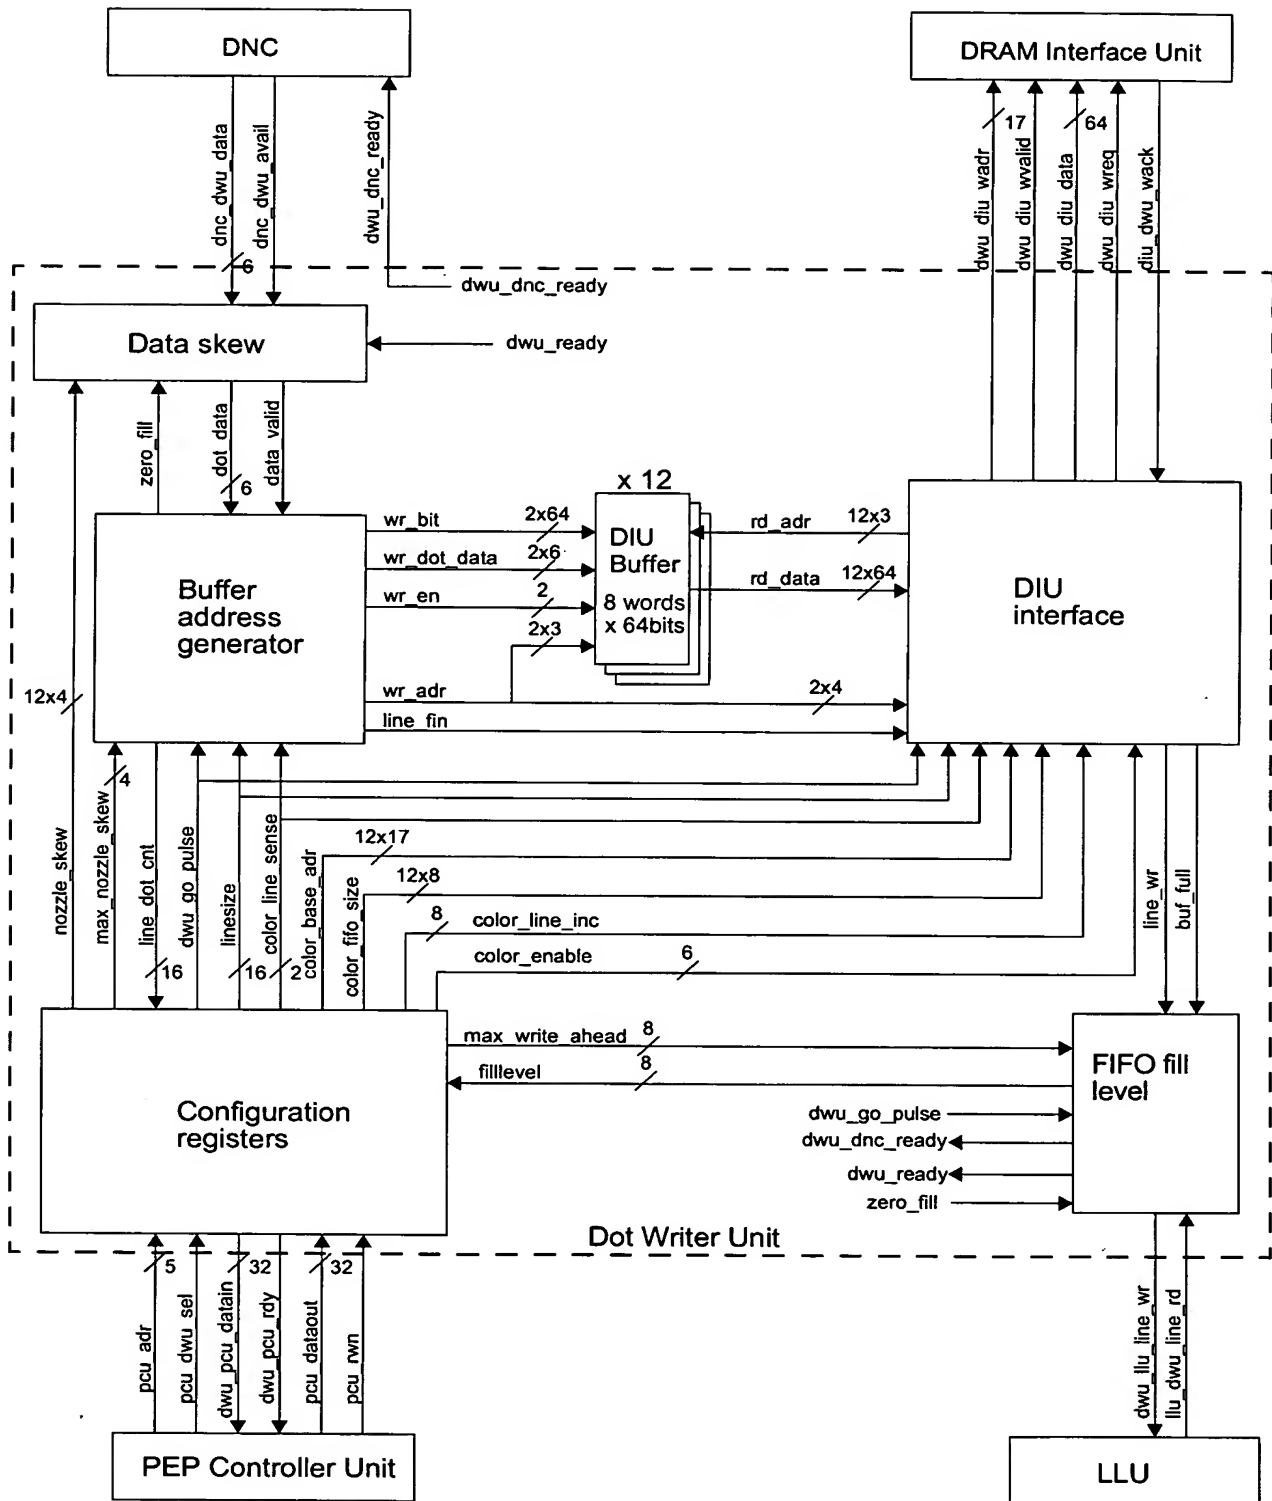 DNC
DRAM Interface Unit
dnc_dwu_data
dnc_dwu_avail
dwu_dnc_ready
6
dwu_diu_wadr
17
dwu_diu_wvalid
dwu_diu_data
64
dwu_diu_wreq
diu_dwu_wack
dwu_dnc_ready
Data skew
dwu_ready
zero_fill
dot_data
6
data_valid
x 12
Buffer
address
generator
wr_bit
2x64
wr_dot_data
2x6
wr_en
2
2x3
wr_adr
2x4
line_fin
DIU
Buffer
8 words
x 64bits
rd_adr
12x3
rd_data
12x64
DIU
interface
12x4
nozzle_skew
4
max_nozzle_skew
line_dot_cnt
16
dwu_go_pulse
linesize
16
color_line_sense
2
color_base_adr
12x17
color_fifo_size
12x8
8
color_line_inc
color_enable
6
line_wr
buf_full
Configuration
registers
max_write_ahead
8
filllevel
8
FIFO fill
level
dwu_go_pulse
dwu_dnc_ready
dwu_ready
zero_fill
Dot Writer Unit
pcu_adr
5
pcu_dwu_sel
dwu_pcu_datain
32
dwu_pcu_rdy
pcu_dataout
32
pcu_rwn
dwu_llu_line_wr
llu_dwu_line_rd
PEP Controller Unit
LLU